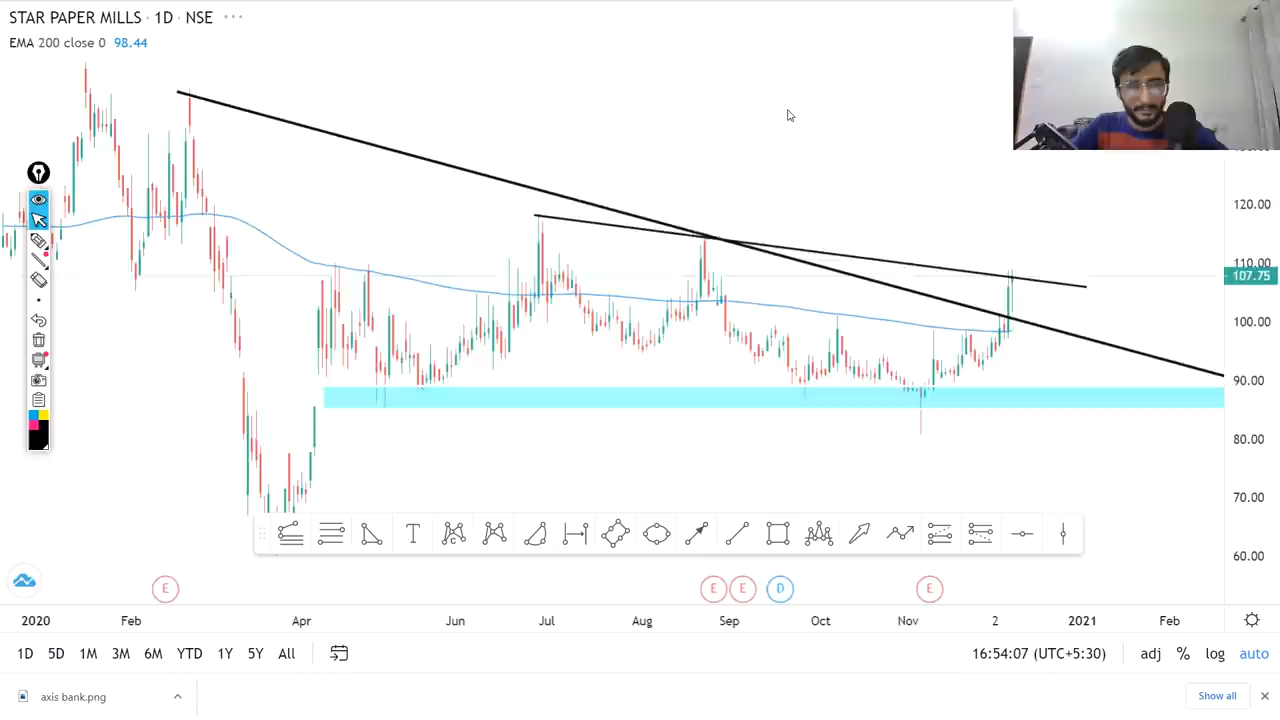 STAR PAPER MILLS · 1D · NSE ···
EMA 200 close 0 98.44
120.00
110.00
107.75
100.00
90.00
80.00
70.00
60.00
T
C
E E E D E
2020 Feb Apr Jun Jul Aug Sep Oct Nov 2 2021 Feb
1D 5D 1M 3M 6M YTD 1Y 5Y All 16:54:07 (UTC+5:30) adj % log auto
axis bank.png Show all